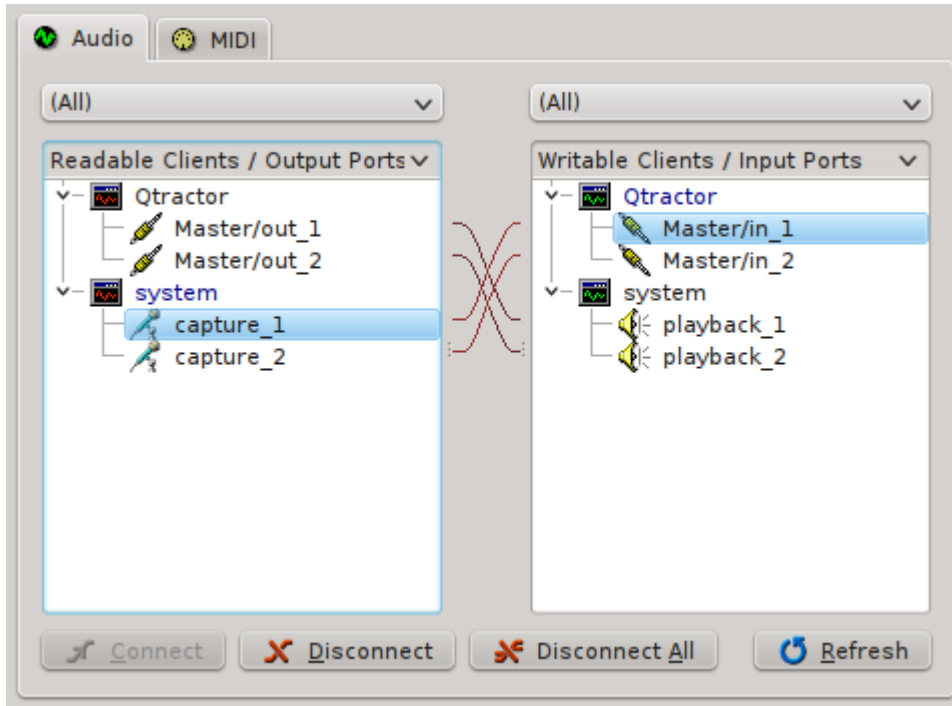 Audio
MIDI
(All)
(All)
Readable Clients / Output Ports
Qtractor
Master/out_1
Master/out_2
system
capture_1
capture_2
Writable Clients / Input Ports
Qtractor
Master/in_1
Master/in_2
system
playback_1
playback_2
Connect
Disconnect
Disconnect All
Refresh